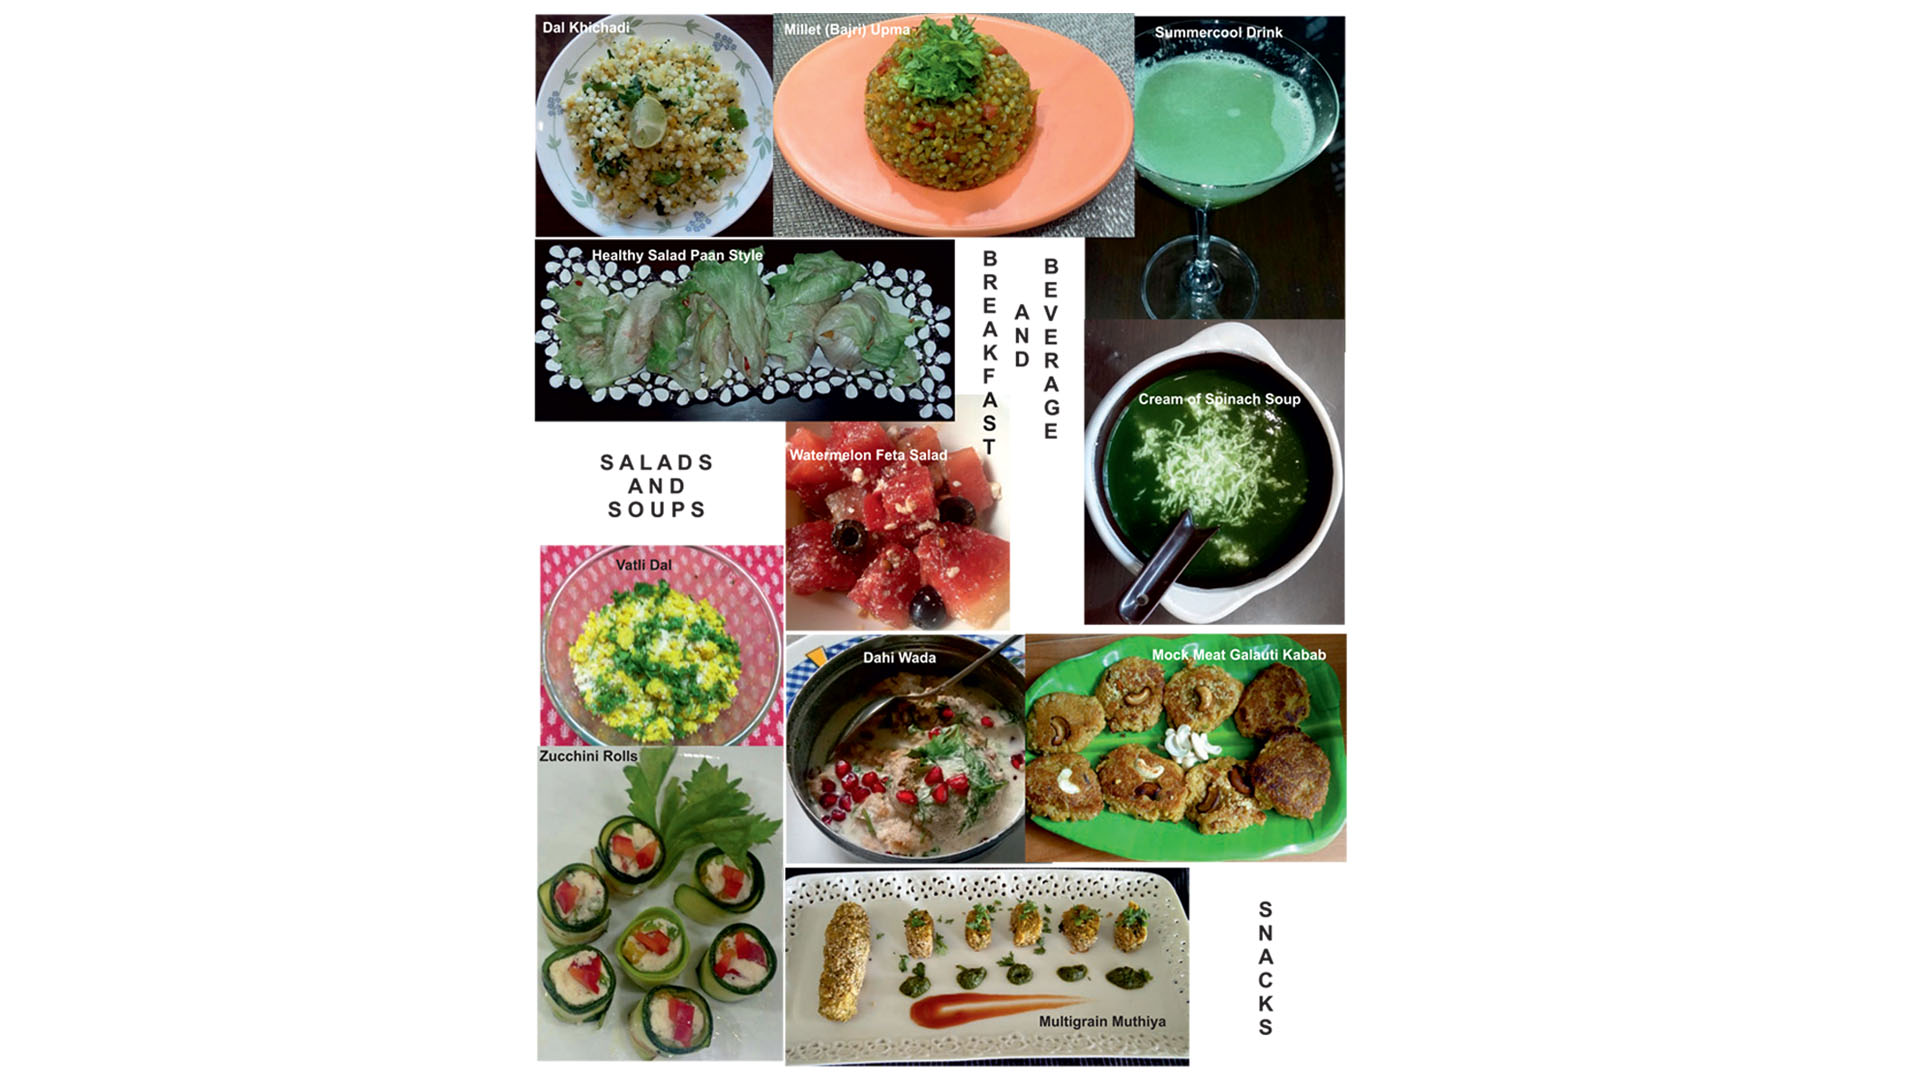 Dal Khichadi
Millet (Bajri) Upma
Summercool Drink
Healthy Salad Paan Style
BREAKFAST
AND
BEVERAGE
Cream of Spinach Soup
Watermelon Feta Salad
SALADS
AND
SOUPS
Vatli Dal
Dahi Wada
Mock Meat Galauti Kabab
Zucchini Rolls
Multigrain Muthiya
SNACKS